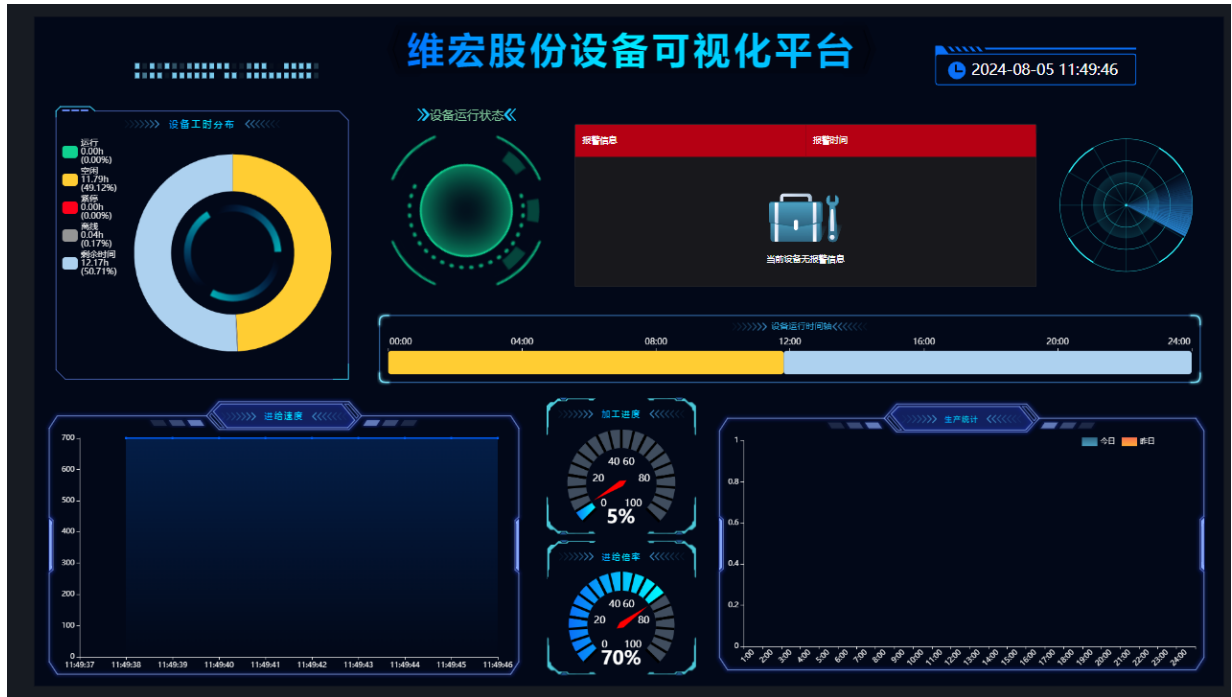 维宏股份设备可视化平台
2024-08-05 11:49:46
设备工时分布
运行
0.00h
(0.00%)
空闲
11.79h
(49.12%)
紧停
0.00h
(0.00%)
离线
0.04h
(0.17%)
剩余时间
12.17h
(50.71%)
设备运行状态
报警信息 报警时间
当前设备无报警信息
设备运行时间轴
00:00 04:00 08:00 12:00 16:00 20:00 24:00
进给速度
700
600
500
400
300
200
100
0
11:49:37 11:49:38 11:49:39 11:49:40 11:49:41 11:49:42 11:49:43 11:49:44 11:49:45 11:49:46
加工进度
40 60
20 80
0 100
5%
进给倍率
40 60
20 80
0 100
70%
生产统计
今日 昨日
1
0.8
0.6
0.4
0.2
0
1:00 2:00 3:00 4:00 5:00 6:00 7:00 8:00 9:00 10:00 11:00 12:00 13:00 14:00 15:00 16:00 17:00 18:00 19:00 20:00 21:00 22:00 23:00 24:00